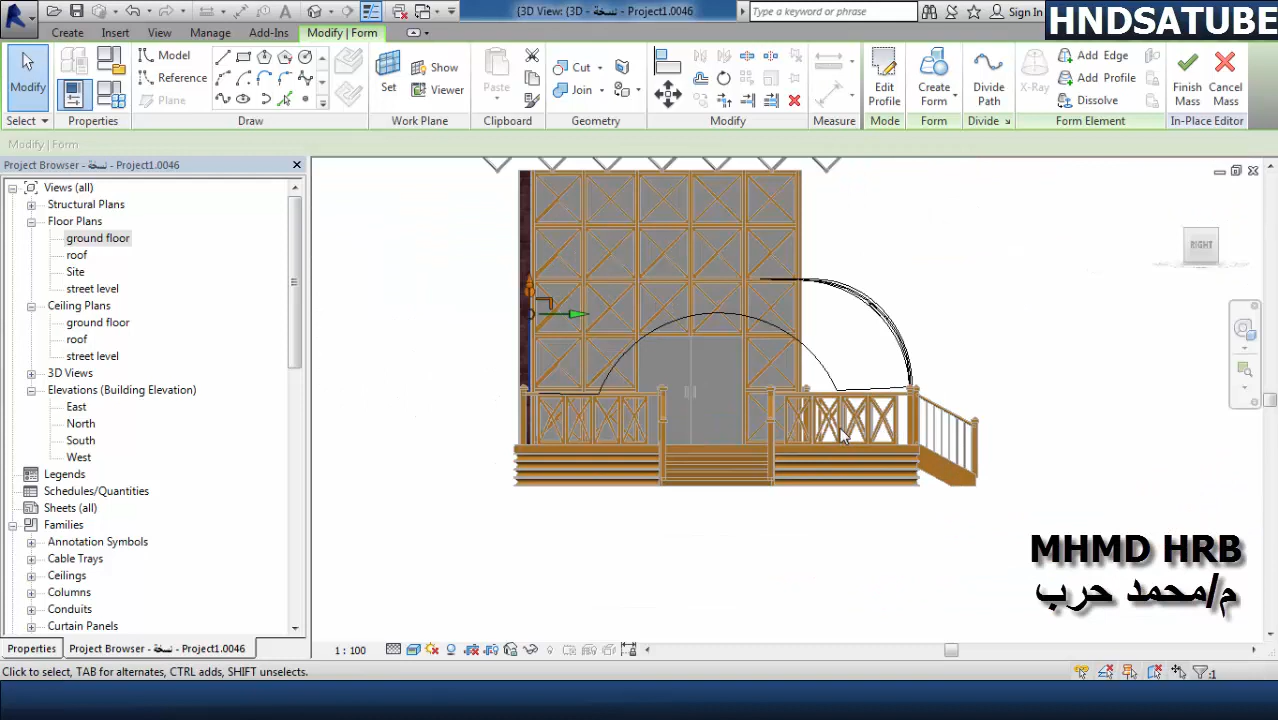 [3D View: {3D - نسخة - Project1.0046
Type a keyword or phrase
Sign In
HNDSATUBE
Create
Insert
View
Manage
Add-Ins
Modify | Form
Modify
Select
Properties
Draw
Model
Reference
Plane
Set
Show
Viewer
Work Plane
Paste
Clipboard
Cut
Join
Geometry
Modify
Measure
Edit
Profile
Mode
Create
Form
Form
Divide
Path
Divide
X-Ray
Add Edge
Add Profile
Dissolve
Form Element
Finish
Mass
Cancel
Mass
In-Place Editor
Modify | Form
Project Browser - نسخة - Project1.0046
Views (all)
Structural Plans
Floor Plans
ground floor
roof
Site
street level
Ceiling Plans
ground floor
roof
street level
3D Views
Elevations (Building Elevation)
East
North
South
West
Legends
Schedules/Quantities
Sheets (all)
Families
Annotation Symbols
Cable Trays
Ceilings
Columns
Conduits
Curtain Panels
Properties
Project Browser - نسخة - Project1.0046
RIGHT
MHMD HRB
م/محمد حرب
1 : 100
Click to select, TAB for alternates, CTRL adds, SHIFT unselects.
:1